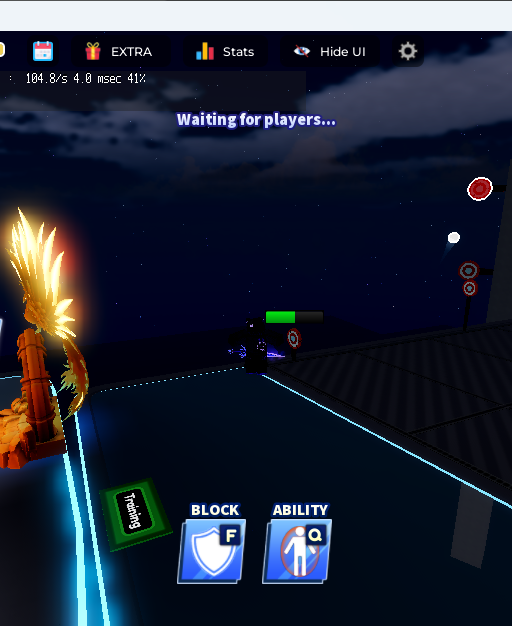 EXTRA
Stats
Hide UI
: 104.8/s 4.0 msec 41%
Waiting for players...
Training
BLOCK
ABILITY
F
Q